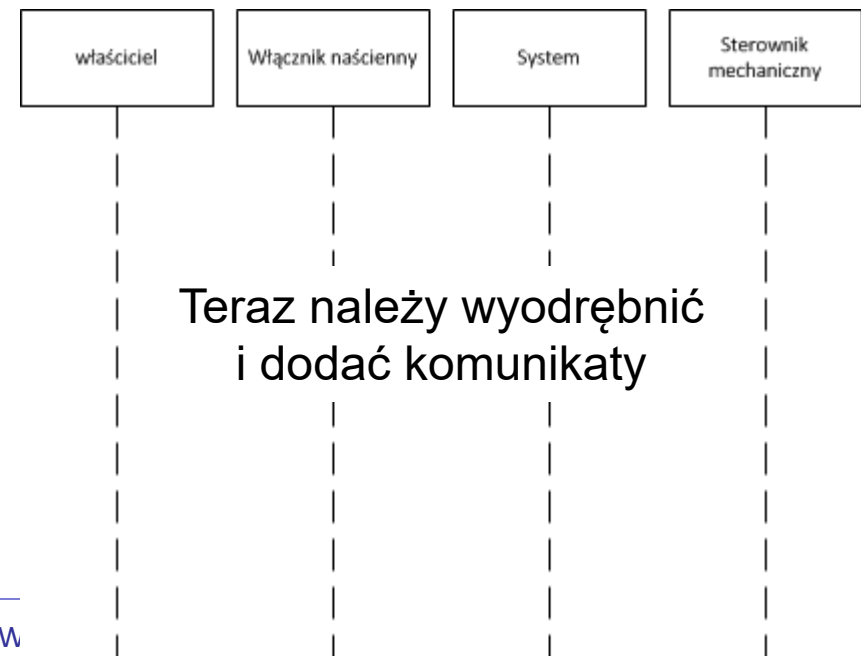 właściciel
Włącznik naścienny
System
Sterownik
mechaniczny
Teraz należy wyodrębnić
i dodać komunikaty
W